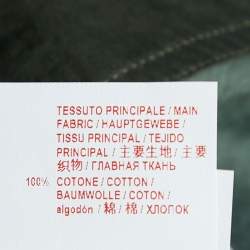 TESSUTO PRINCIPALE / MAIN
FABRIC / HAUPTGEWEBE /
TISSU PRINCIPAL / TEJIDO
PRINCIPAL / 主要生地 / 主要
织物 / ГЛАВНАЯ ТКАНЬ
100% COTONE / COTTON /
BAUMWOLLE / COTON /
algodón / 綿 / 棉 / ХЛОПОК